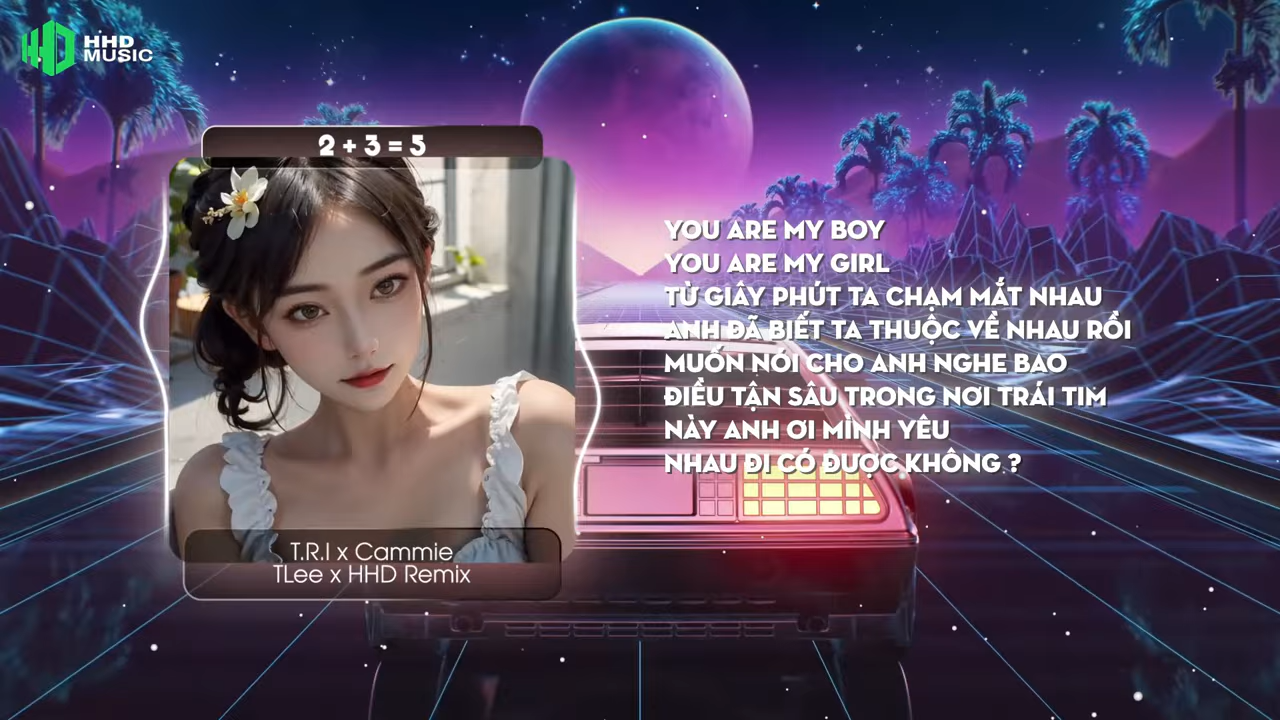 HHD
MUSIC
2 + 3 = 5
YOU ARE MY BOY
YOU ARE MY GIRL
TỪ GIÂY PHÚT TA CHẠM MẮT NHAU
ANH ĐÃ BIẾT TA THUỘC VỀ NHAU RỒI
MUỐN NÓI CHO ANH NGHE BAO
ĐIỀU TẬN SÂU TRONG NƠI TRÁI TIM
NÀY ANH ƠI MÌNH YÊU
NHAU ĐI CÓ ĐƯỢC KHÔNG ?
T.R.I x Cammie
TLee x HHD Remix